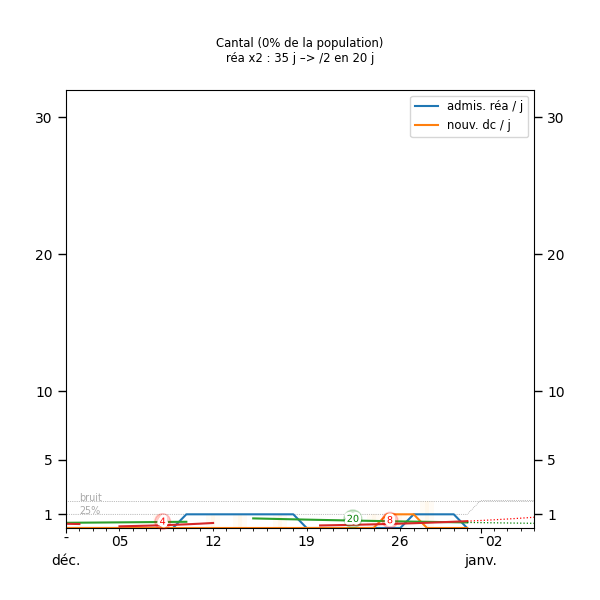 Cantal (0% de la population)
réa x2 : 35 j –> /2 en 20 j
admis. réa / j
nouv. dc / j
30 30
20 20
10 10
5 5
bruit
25%
1 4 20 8 1
- 05 12 19 26 - 02
déc. janv.